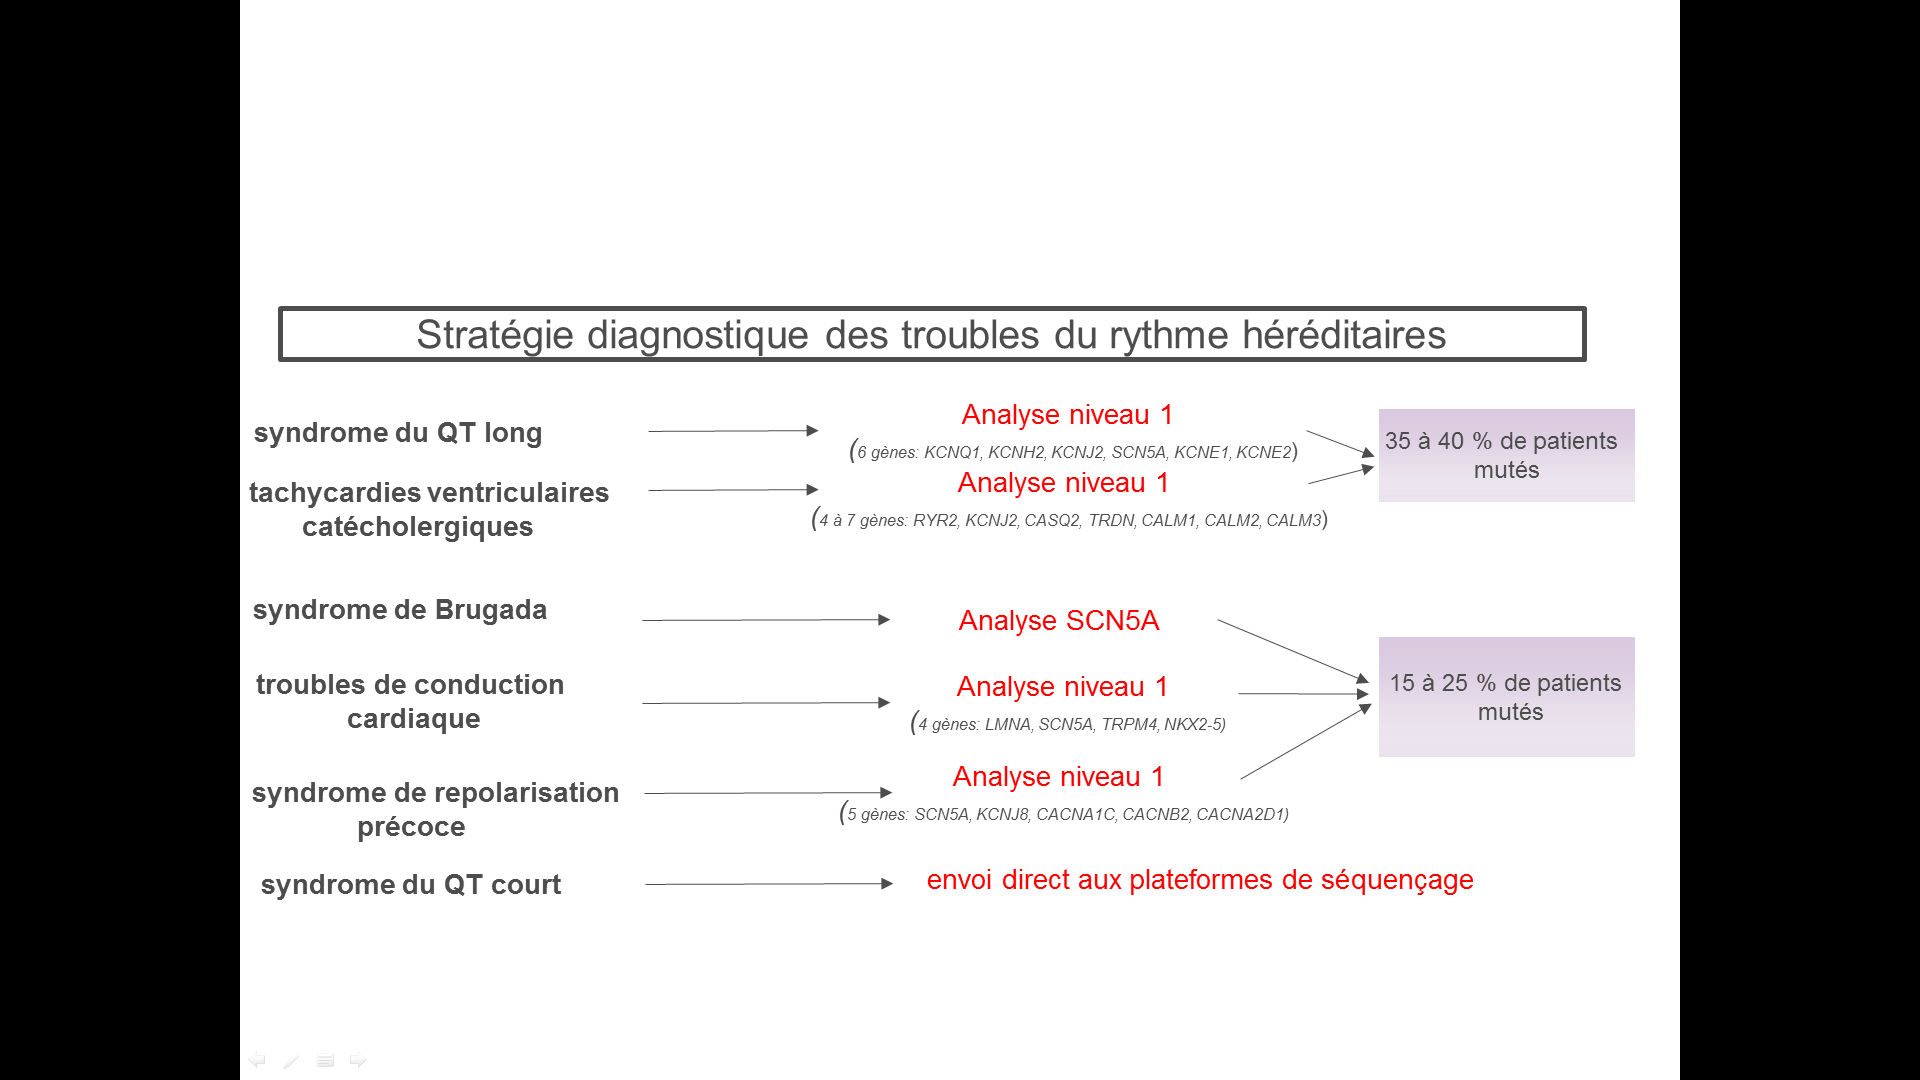 Stratégie diagnostique des troubles du rythme héréditaires
syndrome du QT long
Analyse niveau 1
(6 gènes: KCNQ1, KCNH2, KCNJ2, SCN5A, KCNE1, KCNE2)
35 à 40 % de patients
mutés
tachycardies ventriculaires
catécholergiques
Analyse niveau 1
(4 à 7 gènes: RYR2, KCNJ2, CASQ2, TRDN, CALM1, CALM2, CALM3)
syndrome de Brugada
Analyse SCN5A
troubles de conduction
cardiaque
Analyse niveau 1
(4 gènes: LMNA, SCN5A, TRPM4, NKX2-5)
15 à 25 % de patients
mutés
syndrome de repolarisation
précoce
Analyse niveau 1
(5 gènes: SCN5A, KCNJ8, CACNA1C, CACNB2, CACNA2D1)
syndrome du QT court
envoi direct aux plateformes de séquençage